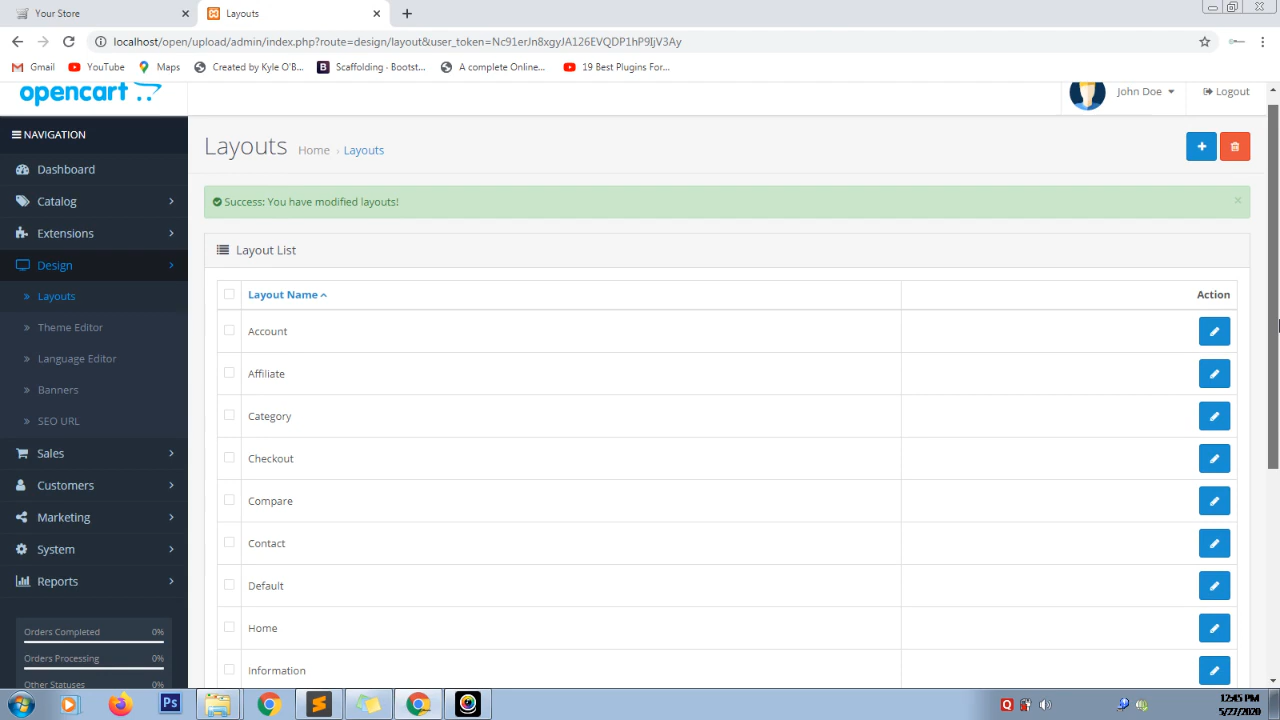 Your Store
Layouts
localhost/open/upload/admin/index.php?route=design/layout&user_token=Nc91erJn8xgyJA126EVQDP1hP9IjV3Ay
Gmail
YouTube
Maps
Created by Kyle O'B...
Scaffolding · Bootst...
A complete Online...
19 Best Plugins For...
opencart
John Doe
Logout
NAVIGATION
Dashboard
Catalog
Extensions
Design
Layouts
Theme Editor
Language Editor
Banners
SEO URL
Sales
Customers
Marketing
System
Reports
Orders Completed 0%
Orders Processing 0%
Other Statuses 0%
Layouts Home › Layouts
Success: You have modified layouts!
Layout List
Layout Name Action
Account
Affiliate
Category
Checkout
Compare
Contact
Default
Home
Information
12:45 PM
5/27/2020